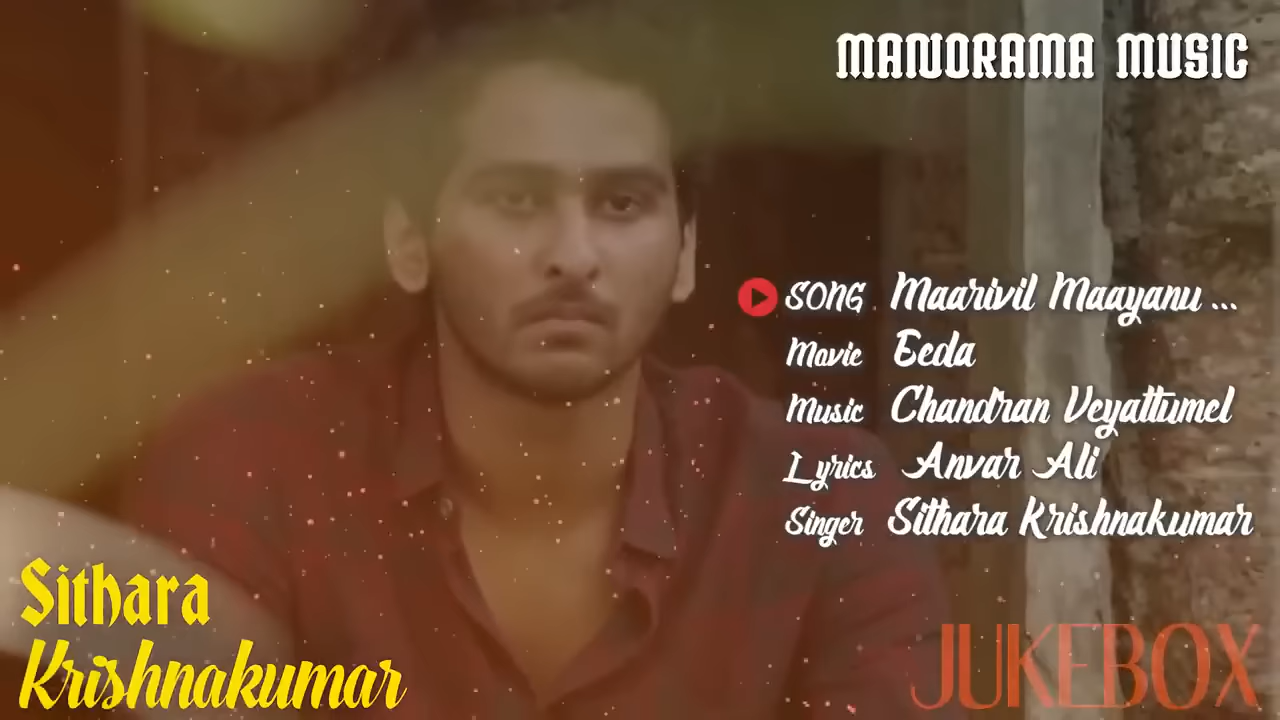 MANORAMA MUSIC
SONG Maarivil Maayanu ...
Movie Eeda
Music Chandran Veyattumel
Lyrics Anvar Ali
Singer Sithara Krishnakumar
Sithara
Krishnakumar
JUKEBOX